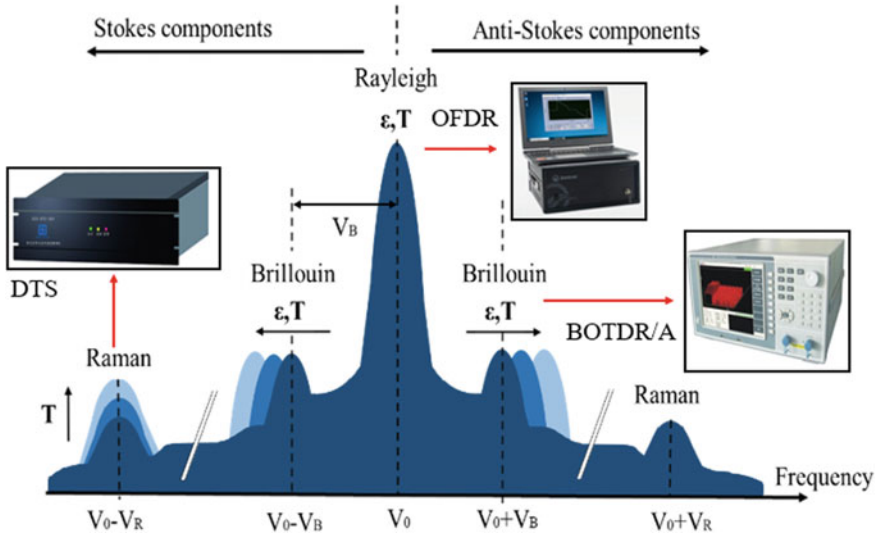 Stokes components
Anti-Stokes components
Rayleigh
ε,T
OFDR
V_B
DTS
Brillouin
ε,T
Brillouin
ε,T
BOTDR/A
Raman
T
Raman
Frequency
V₀-V_R
V₀-V_B
V₀
V₀+V_B
V₀+V_R